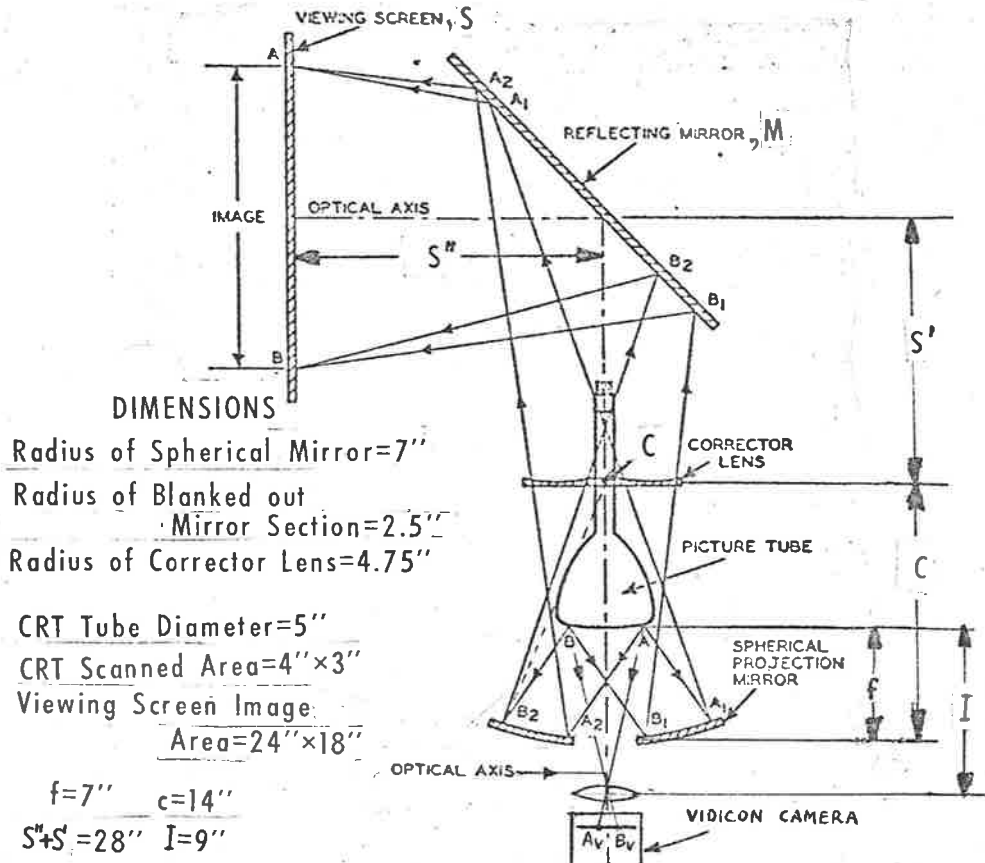 VIEWING SCREEN, S
A
A2
A1
REFLECTING MIRROR, M
IMAGE
OPTICAL AXIS
S"
B2
B1
B
S'
DIMENSIONS
Radius of Spherical Mirror=7"
Radius of Blanked out
Mirror Section=2.5"
Radius of Corrector Lens=4.75"
CRT Tube Diameter=5"
CRT Scanned Area=4"×3"
Viewing Screen Image
Area=24"×18"
f=7" c=14"
S"+S'=28" I=9"
C
CORRECTOR
LENS
PICTURE TUBE
C
B
A
SPHERICAL
PROJECTION
MIRROR
f
I
B2
A2
B1
A1
OPTICAL AXIS
VIDICON CAMERA
Av Bv